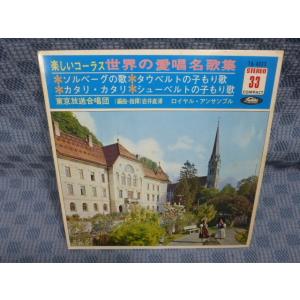 楽しいコーラス 世界の愛唱名歌集
＊ソルベーグの歌 ＊タウベルトの子もり歌
＊カタリ・カタリ ＊シューベルトの子もり歌
東京放送合唱団 (編曲・指揮) 岩井直溥 ロイヤル・アンサンブル
STEREO
33
COMPACT